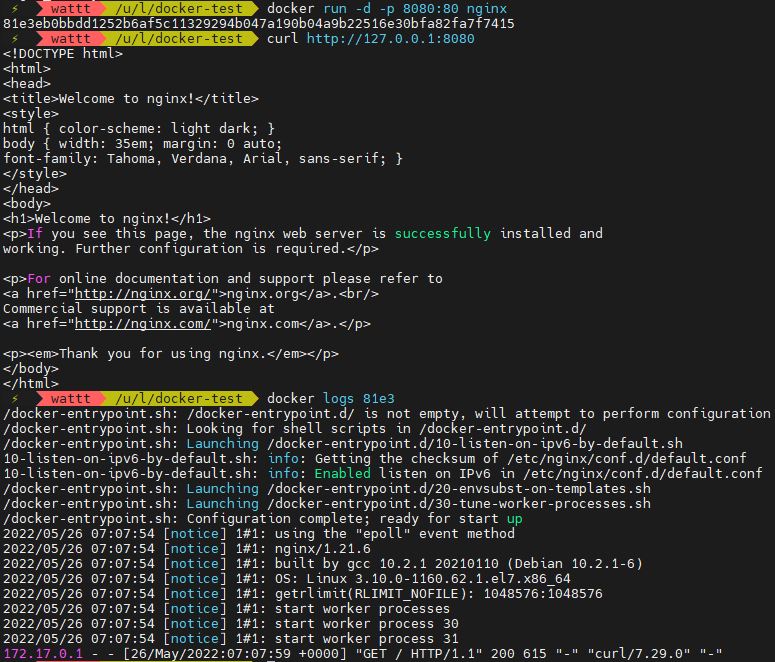 ⚡ wattt /u/l/docker-test docker run -d -p 8080:80 nginx
81e3eb0bbdd1252b6af5c11329294b047a190b04a9b22516e30bfa82fa7f7415
⚡ wattt /u/l/docker-test curl http://127.0.0.1:8080
<!DOCTYPE html>
<html>
<head>
<title>Welcome to nginx!</title>
<style>
html { color-scheme: light dark; }
body { width: 35em; margin: 0 auto;
font-family: Tahoma, Verdana, Arial, sans-serif; }
</style>
</head>
<body>
<h1>Welcome to nginx!</h1>
<p>If you see this page, the nginx web server is successfully installed and
working. Further configuration is required.</p>

<p>For online documentation and support please refer to
<a href="http://nginx.org/">nginx.org</a>.<br/>
Commercial support is available at
<a href="http://nginx.com/">nginx.com</a>.</p>

<p><em>Thank you for using nginx.</em></p>
</body>
</html>
⚡ wattt /u/l/docker-test docker logs 81e3
/docker-entrypoint.sh: /docker-entrypoint.d/ is not empty, will attempt to perform configuration
/docker-entrypoint.sh: Looking for shell scripts in /docker-entrypoint.d/
/docker-entrypoint.sh: Launching /docker-entrypoint.d/10-listen-on-ipv6-by-default.sh
10-listen-on-ipv6-by-default.sh: info: Getting the checksum of /etc/nginx/conf.d/default.conf
10-listen-on-ipv6-by-default.sh: info: Enabled listen on IPv6 in /etc/nginx/conf.d/default.conf
/docker-entrypoint.sh: Launching /docker-entrypoint.d/20-envsubst-on-templates.sh
/docker-entrypoint.sh: Launching /docker-entrypoint.d/30-tune-worker-processes.sh
/docker-entrypoint.sh: Configuration complete; ready for start up
2022/05/26 07:07:54 [notice] 1#1: using the "epoll" event method
2022/05/26 07:07:54 [notice] 1#1: nginx/1.21.6
2022/05/26 07:07:54 [notice] 1#1: built by gcc 10.2.1 20210110 (Debian 10.2.1-6)
2022/05/26 07:07:54 [notice] 1#1: OS: Linux 3.10.0-1160.62.1.el7.x86_64
2022/05/26 07:07:54 [notice] 1#1: getrlimit(RLIMIT_NOFILE): 1048576:1048576
2022/05/26 07:07:54 [notice] 1#1: start worker processes
2022/05/26 07:07:54 [notice] 1#1: start worker process 30
2022/05/26 07:07:54 [notice] 1#1: start worker process 31
172.17.0.1 - - [26/May/2022:07:07:59 +0000] "GET / HTTP/1.1" 200 615 "-" "curl/7.29.0" "-"